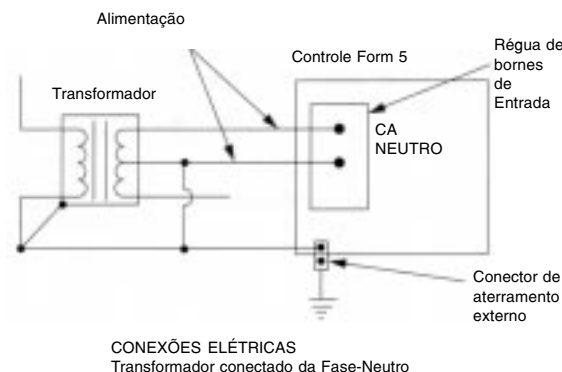 Alimentação
Controle Form 5
Régua de
bornes
de
Entrada
Transformador
CA
NEUTRO
Conector de
aterramento
externo
CONEXÕES ELÉTRICAS
Transformador conectado da Fase-Neutro